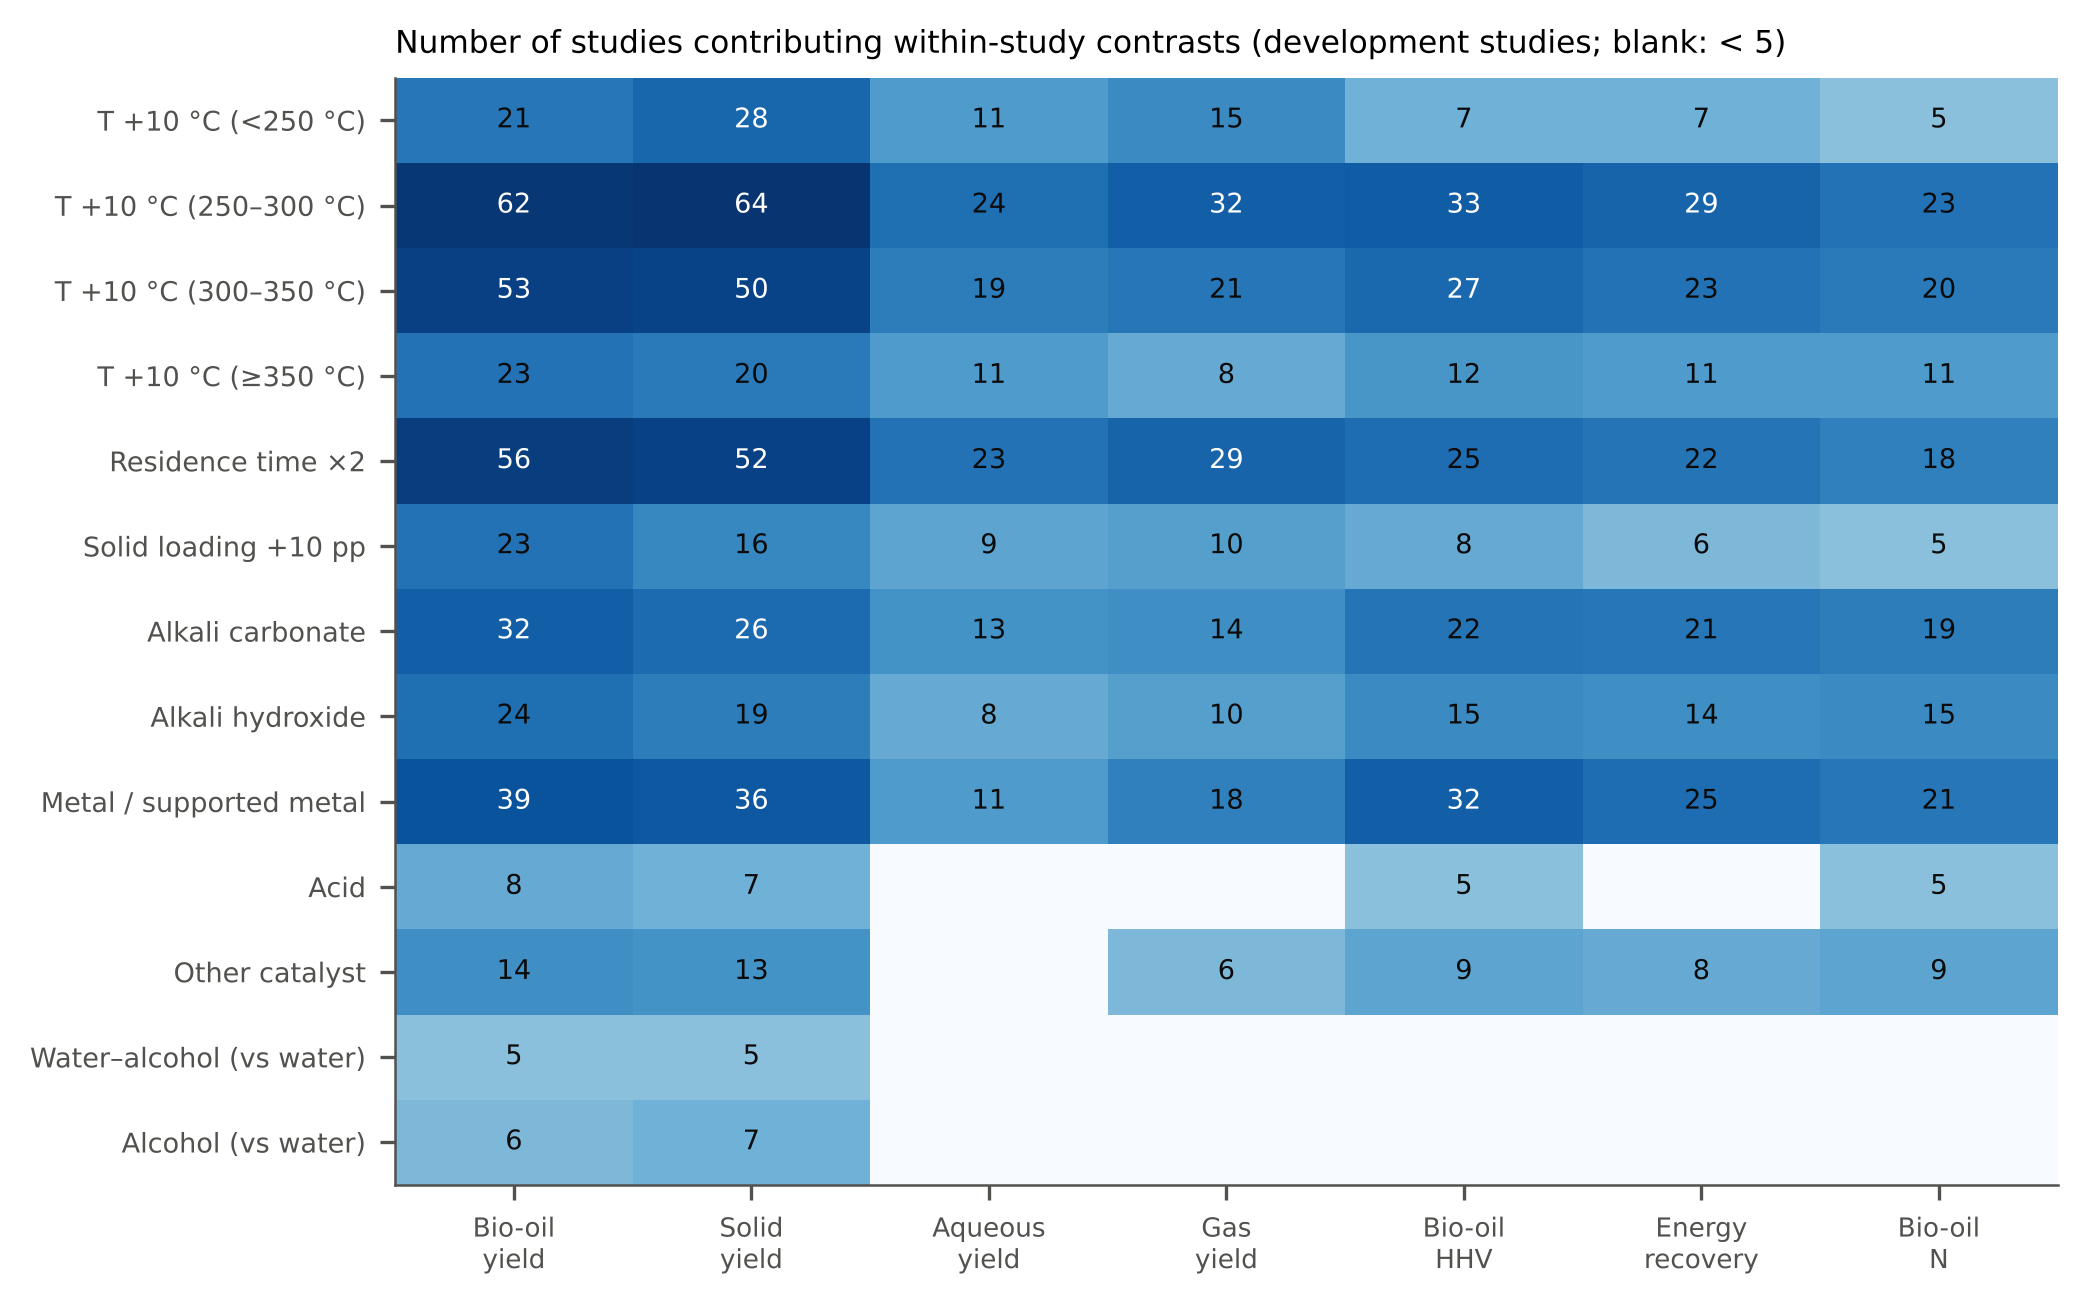 Number of studies contributing within-study contrasts (development studies; blank: < 5)
T +10 °C (<250 °C) 21 28 11 15 7 7 5
T +10 °C (250–300 °C) 62 64 24 32 33 29 23
T +10 °C (300–350 °C) 53 50 19 21 27 23 20
T +10 °C (≥350 °C) 23 20 11 8 12 11 11
Residence time ×2 56 52 23 29 25 22 18
Solid loading +10 pp 23 16 9 10 8 6 5
Alkali carbonate 32 26 13 14 22 21 19
Alkali hydroxide 24 19 8 10 15 14 15
Metal / supported metal 39 36 11 18 32 25 21
Acid 8 7 5 5
Other catalyst 14 13 6 9 8 9
Water–alcohol (vs water) 5 5
Alcohol (vs water) 6 7
Bio-oil Solid Aqueous Gas Bio-oil Energy Bio-oil
yield yield yield yield HHV recovery N